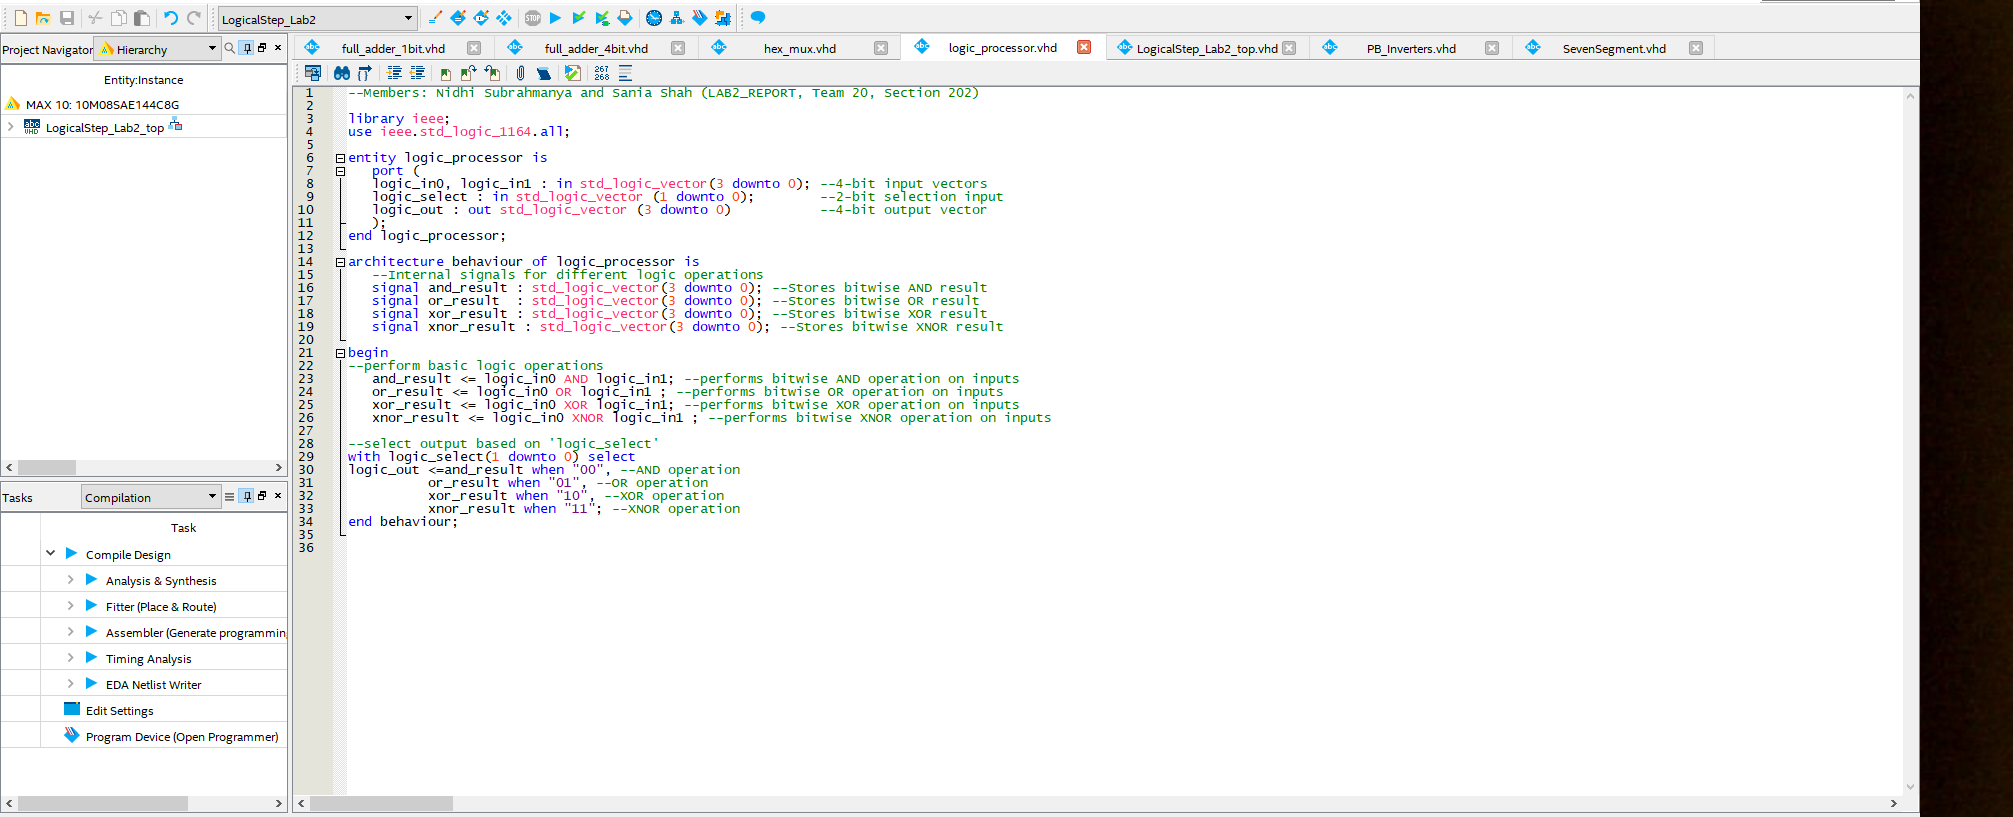 LogicalStep_Lab2
STOP
Project Navigator
Hierarchy
Entity:Instance
MAX 10: 10M08SAE144C8G
LogicalStep_Lab2_top
Tasks
Compilation
Task
Compile Design
Analysis & Synthesis
Fitter (Place & Route)
Assembler (Generate programmin
Timing Analysis
EDA Netlist Writer
Edit Settings
Program Device (Open Programmer)
full_adder_1bit.vhd
full_adder_4bit.vhd
hex_mux.vhd
logic_processor.vhd
LogicalStep_Lab2_top.vhd
PB_Inverters.vhd
SevenSegment.vhd
267
268
1 --Members: Nidhi Subrahmanya and Sania Shah (LAB2_REPORT, Team 20, Section 202)
2
3 library ieee;
4 use ieee.std_logic_1164.all;
5
6 entity logic_processor is
7 port (
8 logic_in0, logic_in1 : in std_logic_vector(3 downto 0); --4-bit input vectors
9 logic_select : in std_logic_vector (1 downto 0); --2-bit selection input
10 logic_out : out std_logic_vector (3 downto 0) --4-bit output vector
11 );
12 end logic_processor;
13
14 architecture behaviour of logic_processor is
15 --Internal signals for different logic operations
16 signal and_result : std_logic_vector(3 downto 0); --Stores bitwise AND result
17 signal or_result : std_logic_vector(3 downto 0); --Stores bitwise OR result
18 signal xor_result : std_logic_vector(3 downto 0); --Stores bitwise XOR result
19 signal xnor_result : std_logic_vector(3 downto 0); --Stores bitwise XNOR result
20
21 begin
22 --perform basic logic operations
23 and_result <= logic_in0 AND logic_in1; --performs bitwise AND operation on inputs
24 or_result <= logic_in0 OR logic_in1 ; --performs bitwise OR operation on inputs
25 xor_result <= logic_in0 XOR logic_in1; --performs bitwise XOR operation on inputs
26 xnor_result <= logic_in0 XNOR logic_in1 ; --performs bitwise XNOR operation on inputs
27
28 --select output based on 'logic_select'
29 with logic_select(1 downto 0) select
30 logic_out <=and_result when "00", --AND operation
31 or_result when "01", --OR operation
32 xor_result when "10", --XOR operation
33 xnor_result when "11"; --XNOR operation
34 end behaviour;
35
36